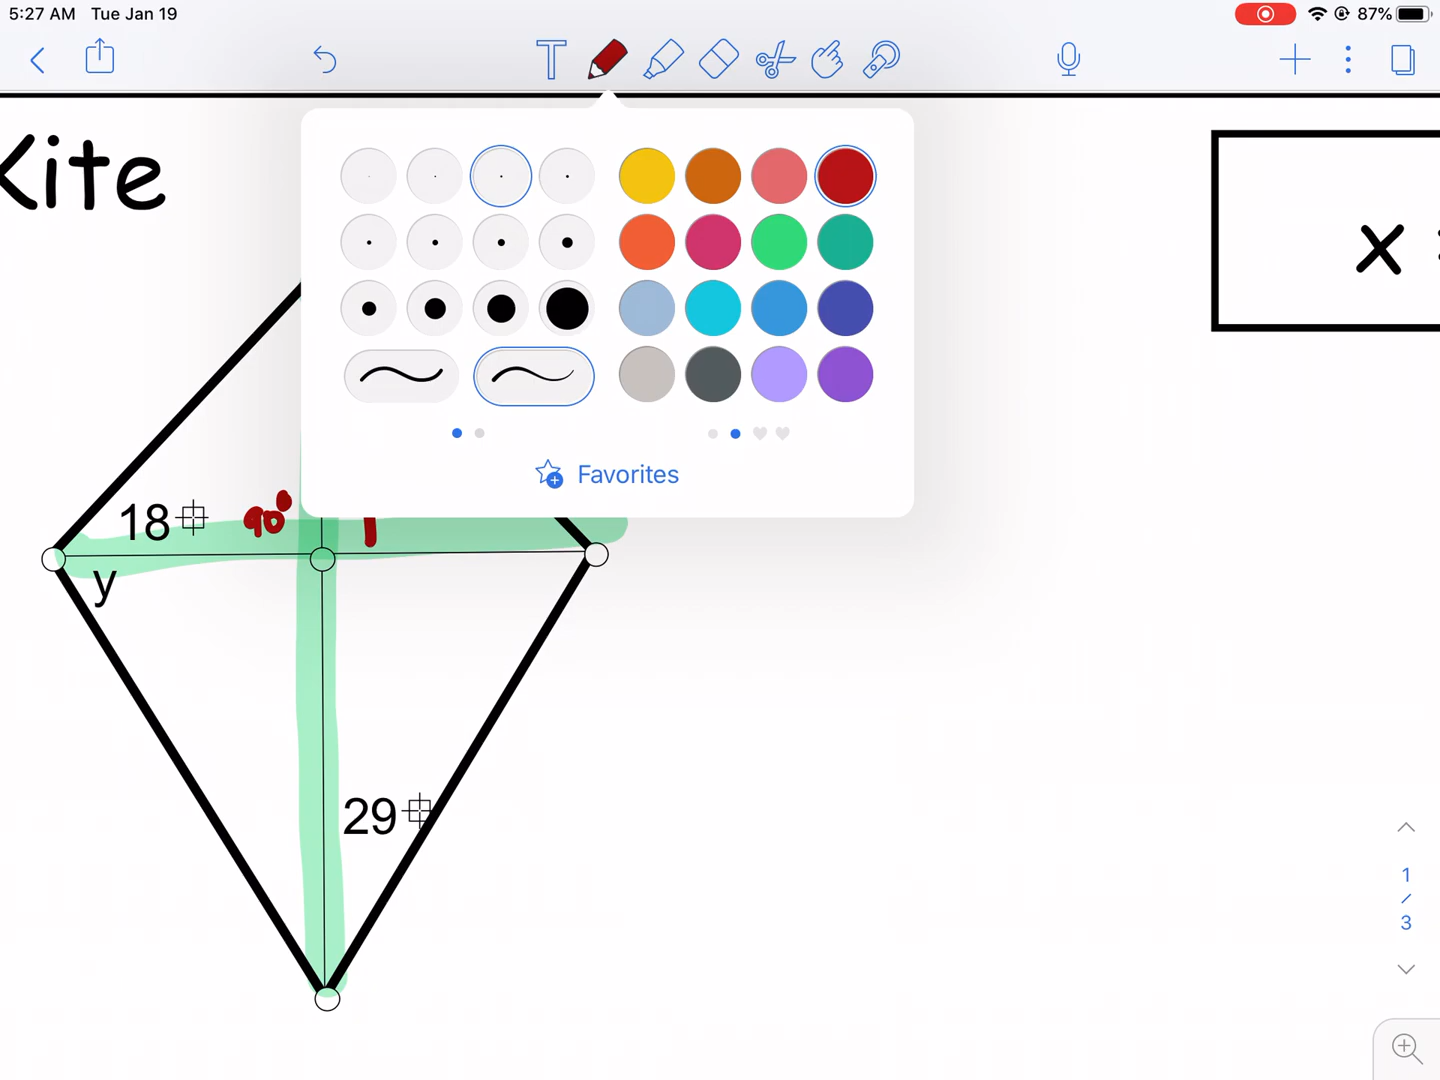 5:27 AM Tue Jan 19
87%
T
Kite
x :
Favorites
18
90°
y
29
1
/
3